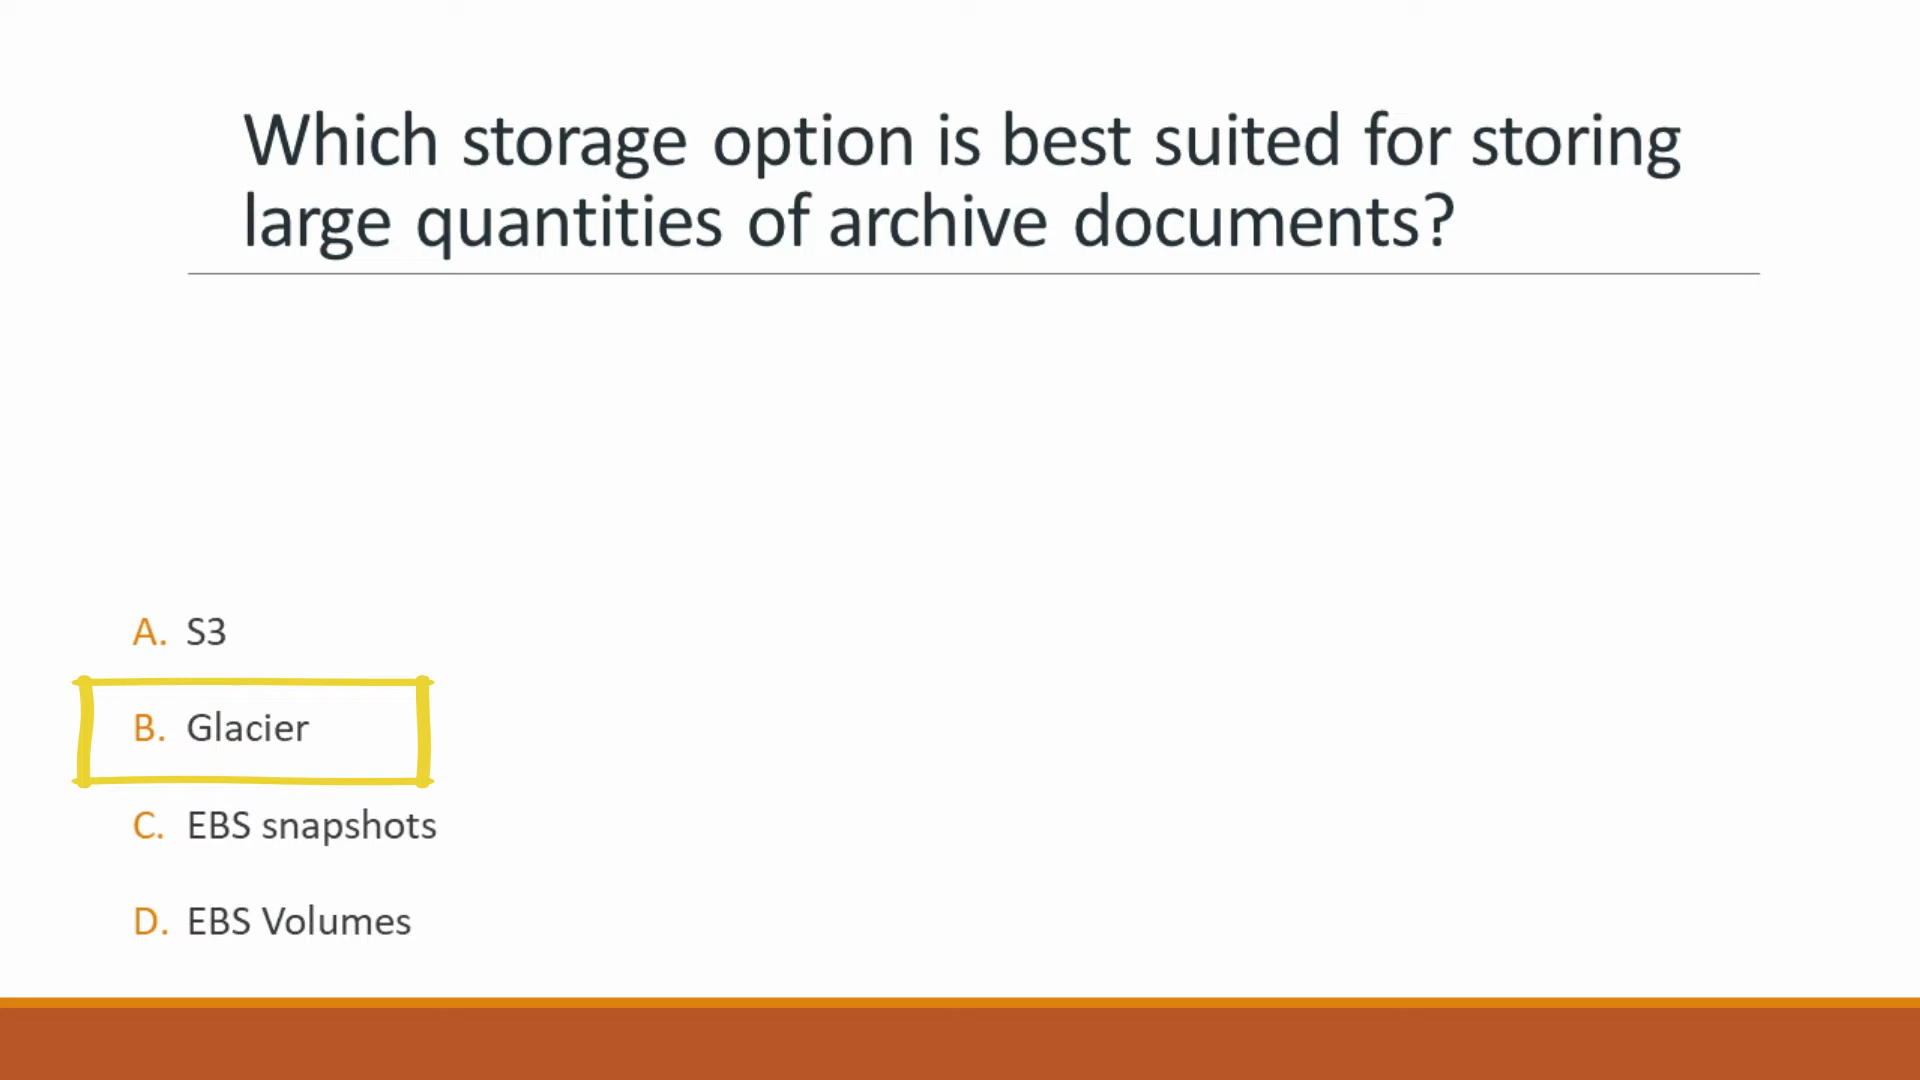 Which storage option is best suited for storing
large quantities of archive documents?
A. S3
B. Glacier
C. EBS snapshots
D. EBS Volumes